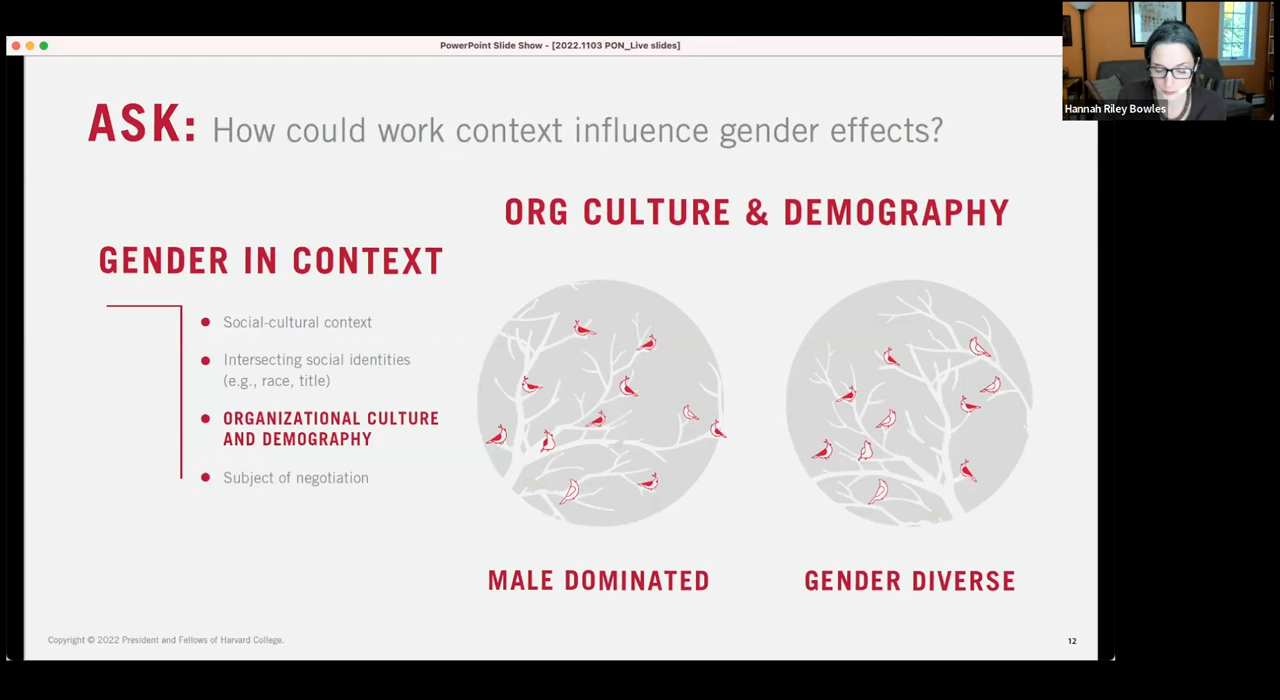 PowerPoint Slide Show - [2022.1103 PON_Live slides]
Hannah Riley Bowles
ASK: How could work context influence gender effects?
ORG CULTURE & DEMOGRAPHY
GENDER IN CONTEXT
Social-cultural context
Intersecting social identities
(e.g., race, title)
ORGANIZATIONAL CULTURE
AND DEMOGRAPHY
Subject of negotiation
MALE DOMINATED
GENDER DIVERSE
Copyright © 2022 President and Fellows of Harvard College.
12